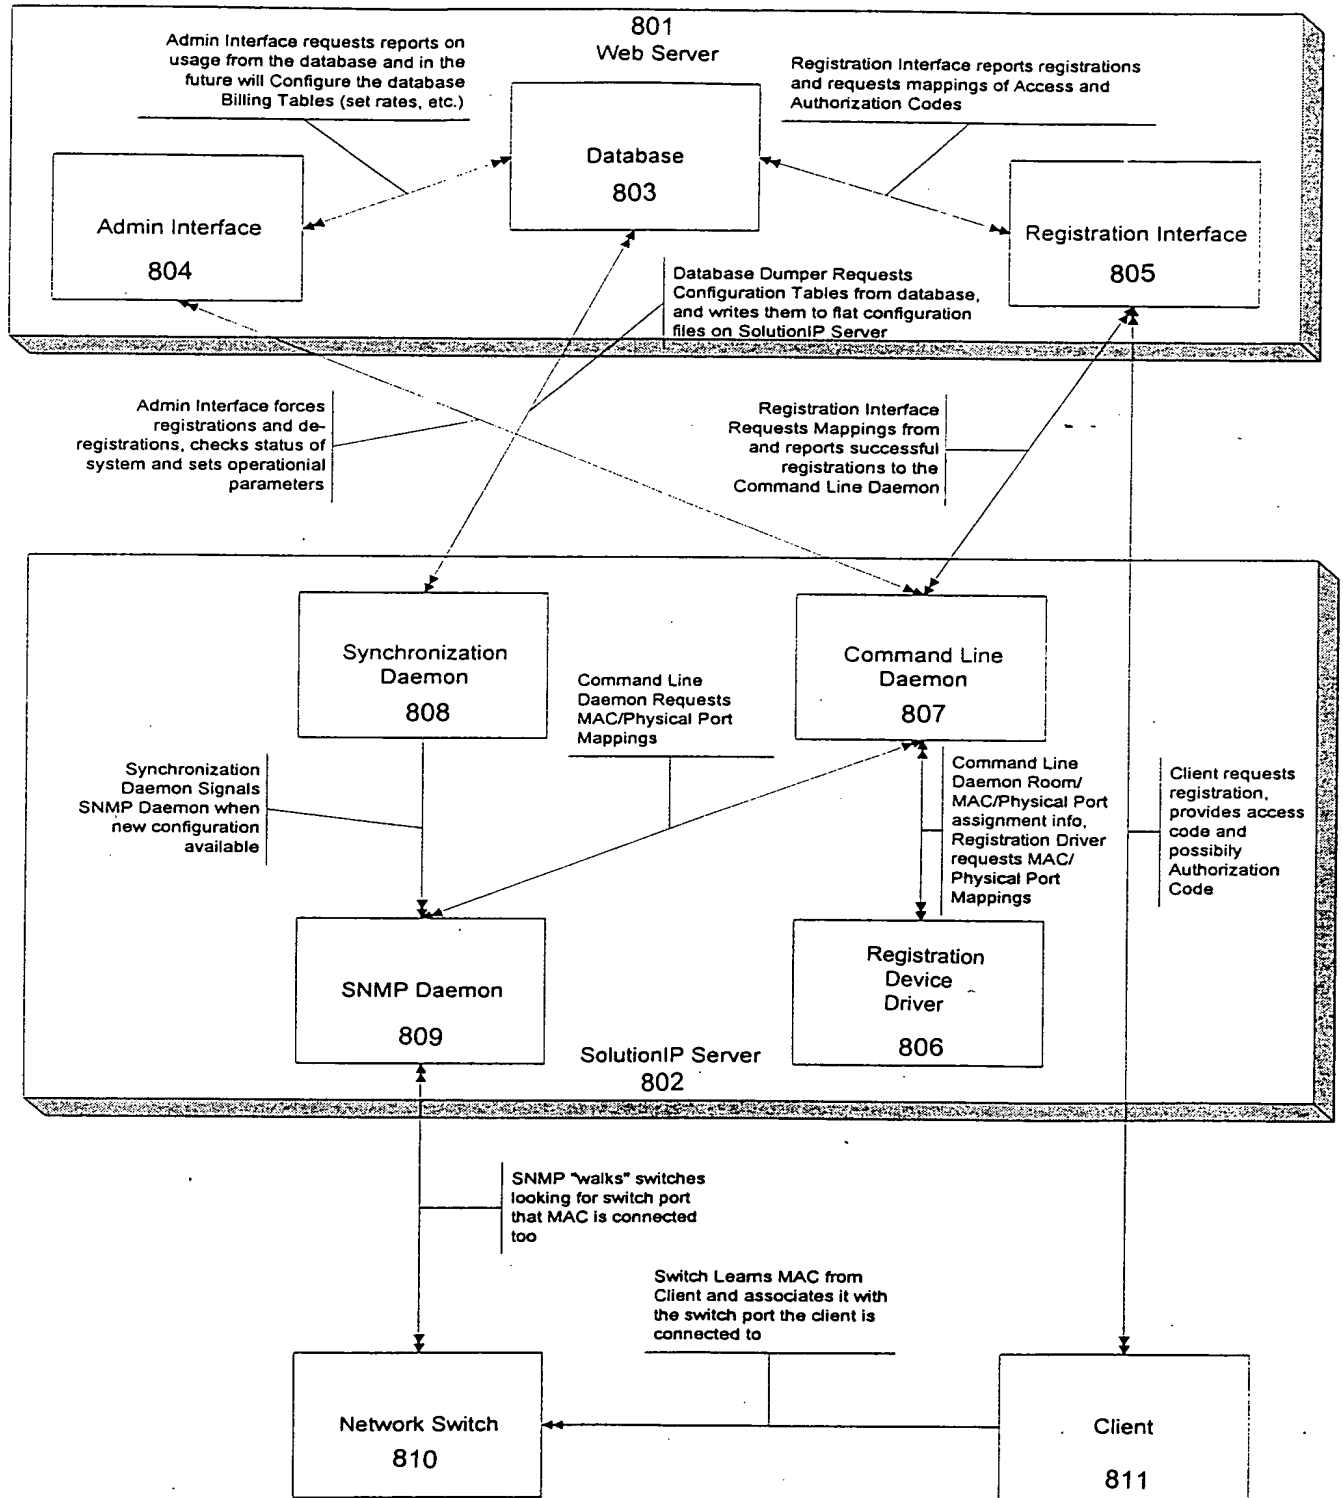 801
Web Server
Admin Interface requests reports on
usage from the database and in the
future will Configure the database
Billing Tables (set rates, etc.)
Registration Interface reports registrations
and requests mappings of Access and
Authorization Codes
Database
803
Admin Interface
804
Registration Interface
805
Database Dumper Requests
Configuration Tables from database,
and writes them to flat configuration
files on SolutionIP Server
Admin Interface forces
registrations and de-
registrations, checks status of
system and sets operationial
parameters
Registration Interface
Requests Mappings from
and reports successful
registrations to the
Command Line Daemon
Synchronization
Daemon
808
Command Line
Daemon Requests
MAC/Physical Port
Mappings
Command Line
Daemon
807
Synchronization
Daemon Signals
SNMP Daemon when
new configuration
available
Command Line
Daemon Room/
MAC/Physical Port
assignment info,
Registration Driver
requests MAC/
Physical Port
Mappings
Client requests
registration,
provides access
code and
possibily
Authorization
Code
SNMP Daemon
809
Registration
Device
Driver
806
SolutionIP Server
802
SNMP "walks" switches
looking for switch port
that MAC is connected
too
Switch Learns MAC from
Client and associates it with
the switch port the client is
connected to
Network Switch
810
Client
811